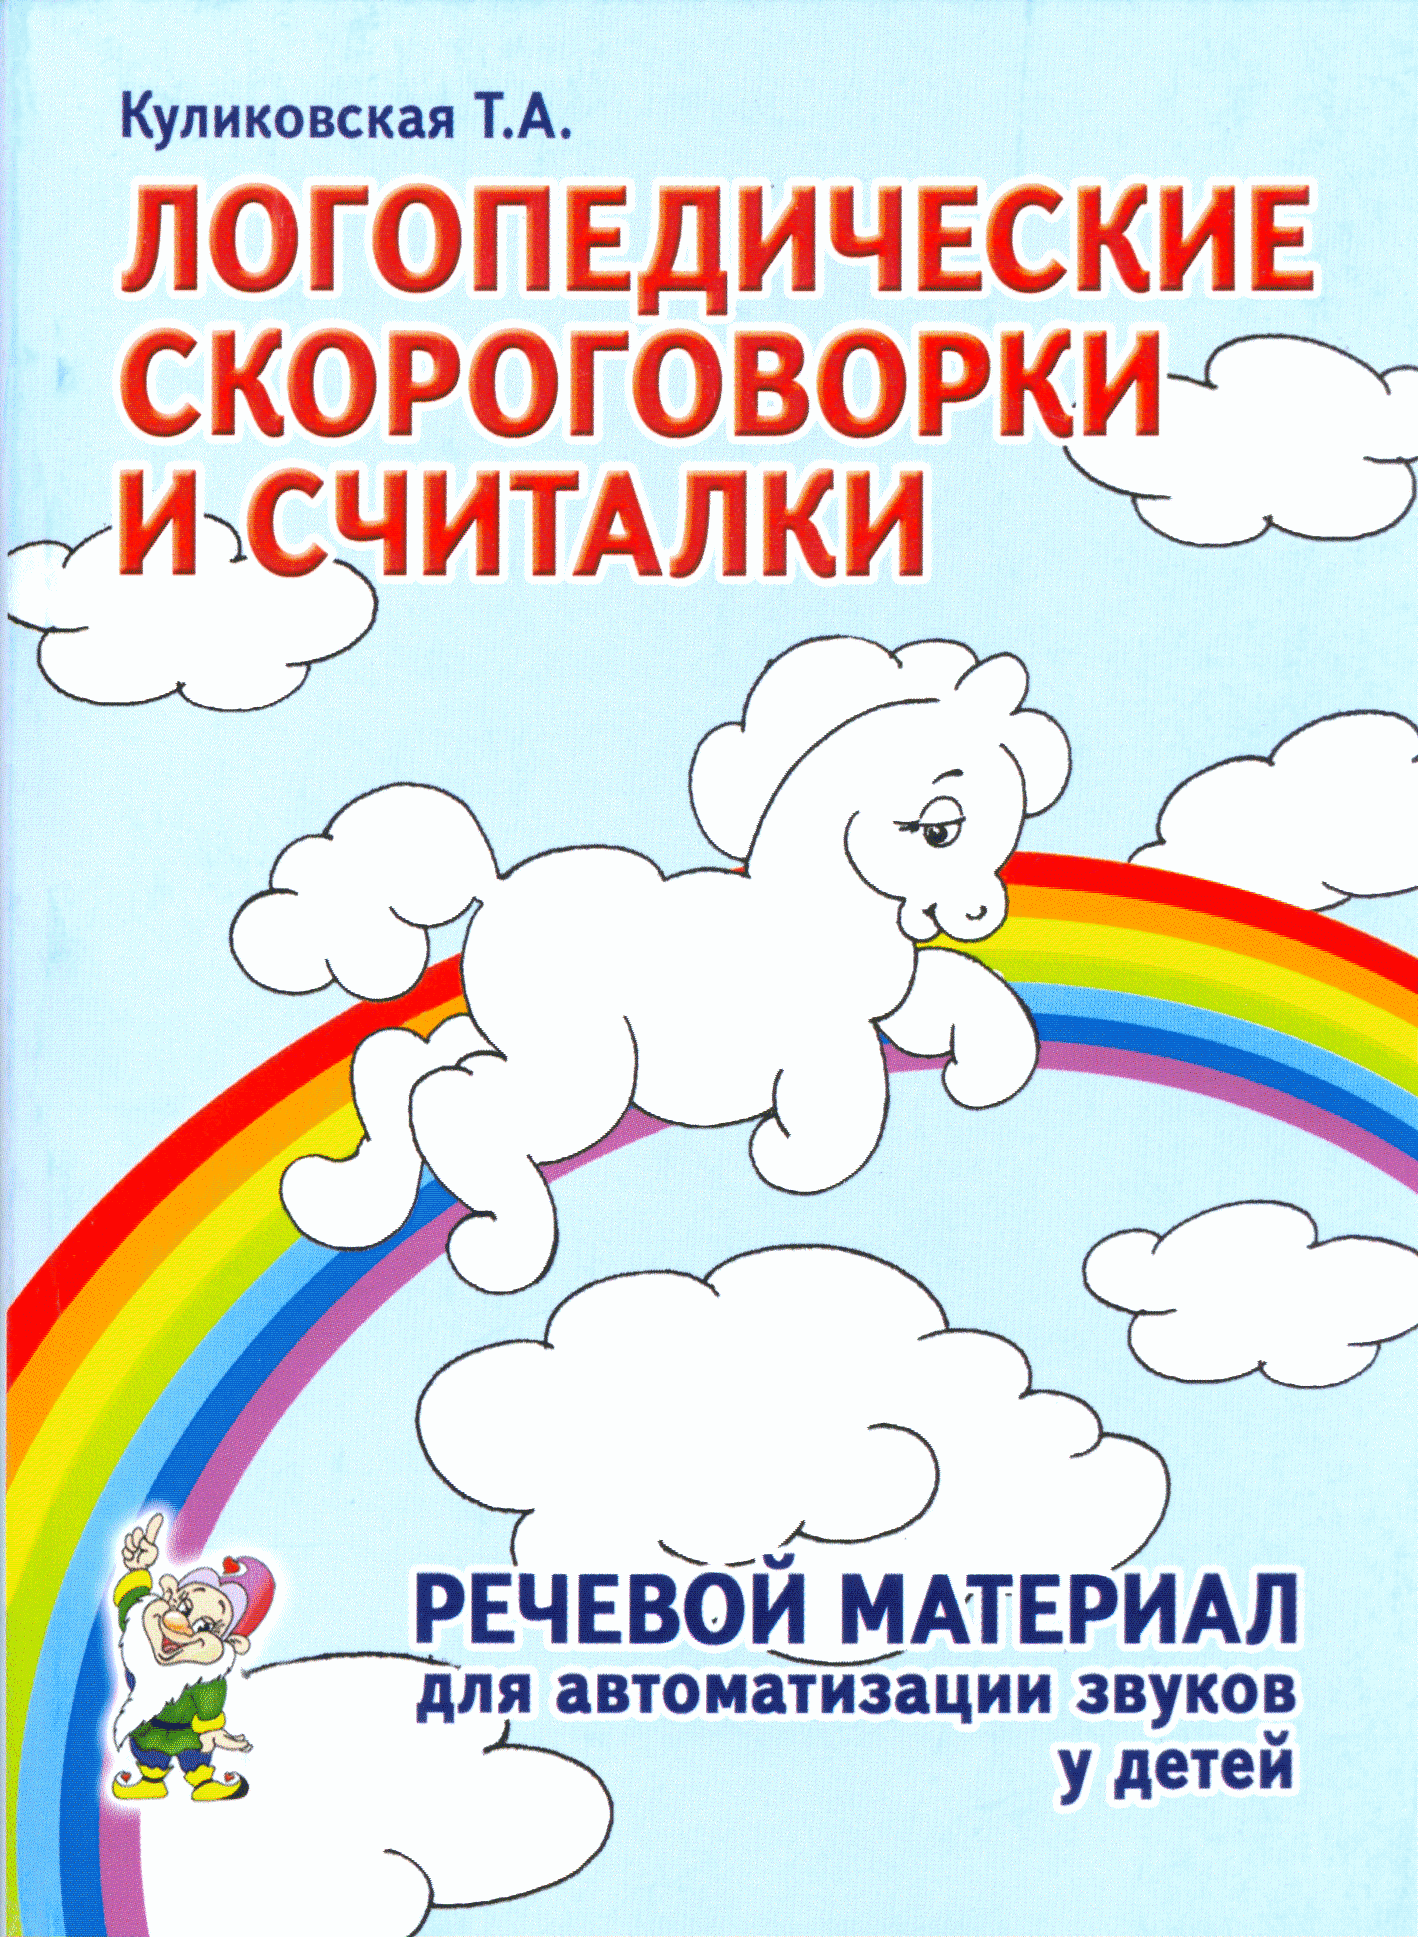 Куликовская Т.А.
ЛОГОПЕДИЧЕСКИЕ
СКОРОГОВОРКИ
И СЧИТАЛКИ
РЕЧЕВОЙ МАТЕРИАЛ
для автоматизации звуков
у детей